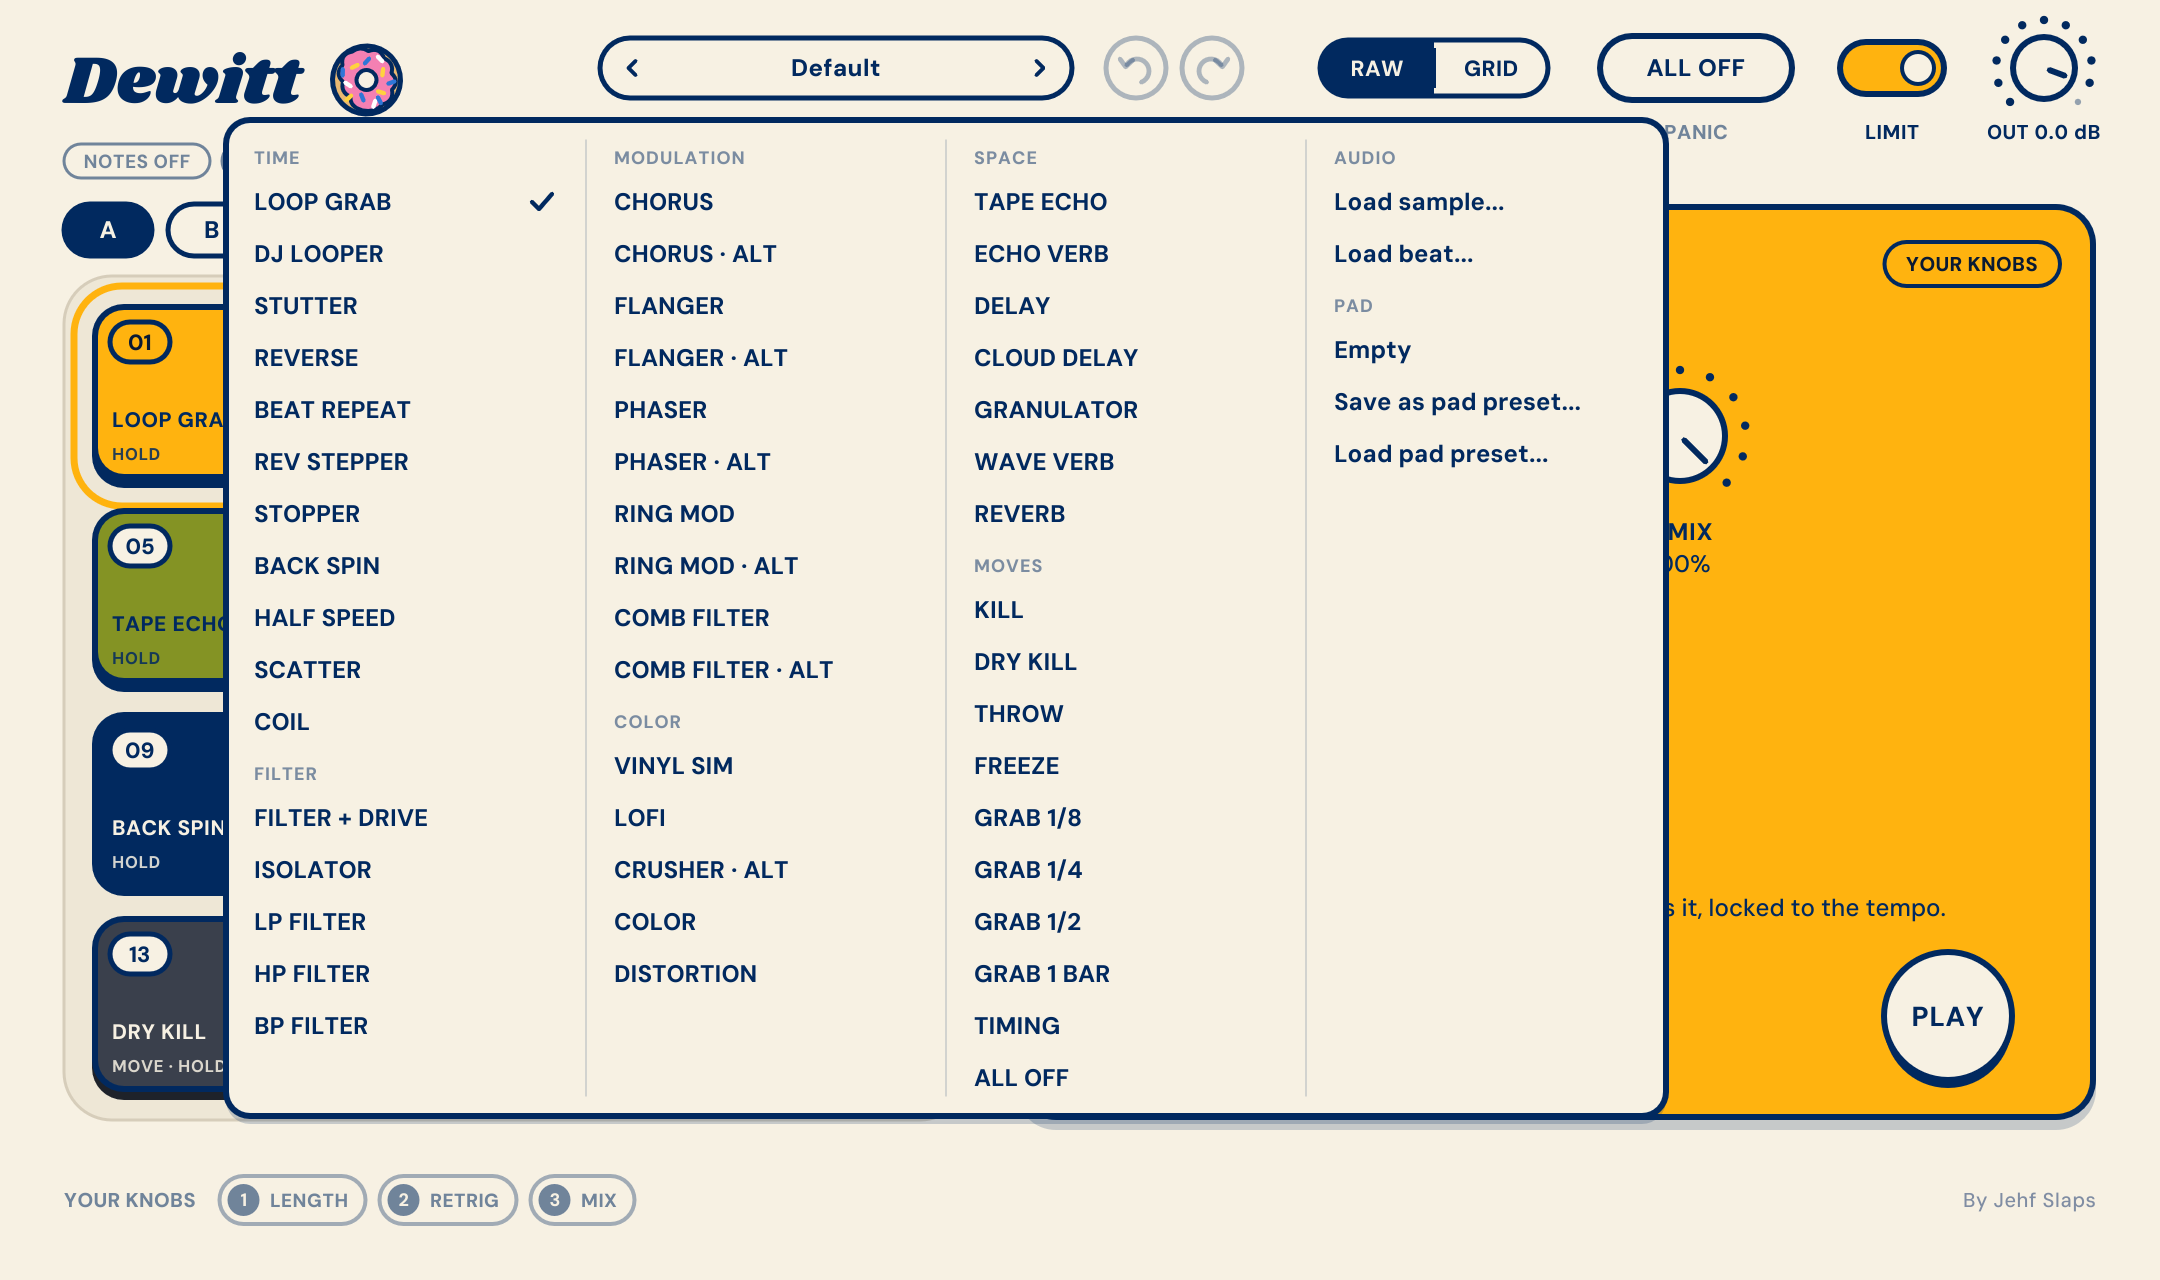 Dewitt
Default
RAW
GRID
ALL OFF
PANIC
LIMIT
OUT 0.0 dB
NOTES OFF
A
B
01
LOOP GRA
HOLD
05
TAPE ECHO
HOLD
09
BACK SPIN
HOLD
13
DRY KILL
MOVE · HOLD
TIME
LOOP GRAB
DJ LOOPER
STUTTER
REVERSE
BEAT REPEAT
REV STEPPER
STOPPER
BACK SPIN
HALF SPEED
SCATTER
COIL
FILTER
FILTER + DRIVE
ISOLATOR
LP FILTER
HP FILTER
BP FILTER
MODULATION
CHORUS
CHORUS · ALT
FLANGER
FLANGER · ALT
PHASER
PHASER · ALT
RING MOD
RING MOD · ALT
COMB FILTER
COMB FILTER · ALT
COLOR
VINYL SIM
LOFI
CRUSHER · ALT
COLOR
DISTORTION
SPACE
TAPE ECHO
ECHO VERB
DELAY
CLOUD DELAY
GRANULATOR
WAVE VERB
REVERB
MOVES
KILL
DRY KILL
THROW
FREEZE
GRAB 1/8
GRAB 1/4
GRAB 1/2
GRAB 1 BAR
TIMING
ALL OFF
AUDIO
Load sample...
Load beat...
PAD
Empty
Save as pad preset...
Load pad preset...
YOUR KNOBS
MIX
00%
s it, locked to the tempo.
PLAY
YOUR KNOBS
1 LENGTH
2 RETRIG
3 MIX
By Jehf Slaps